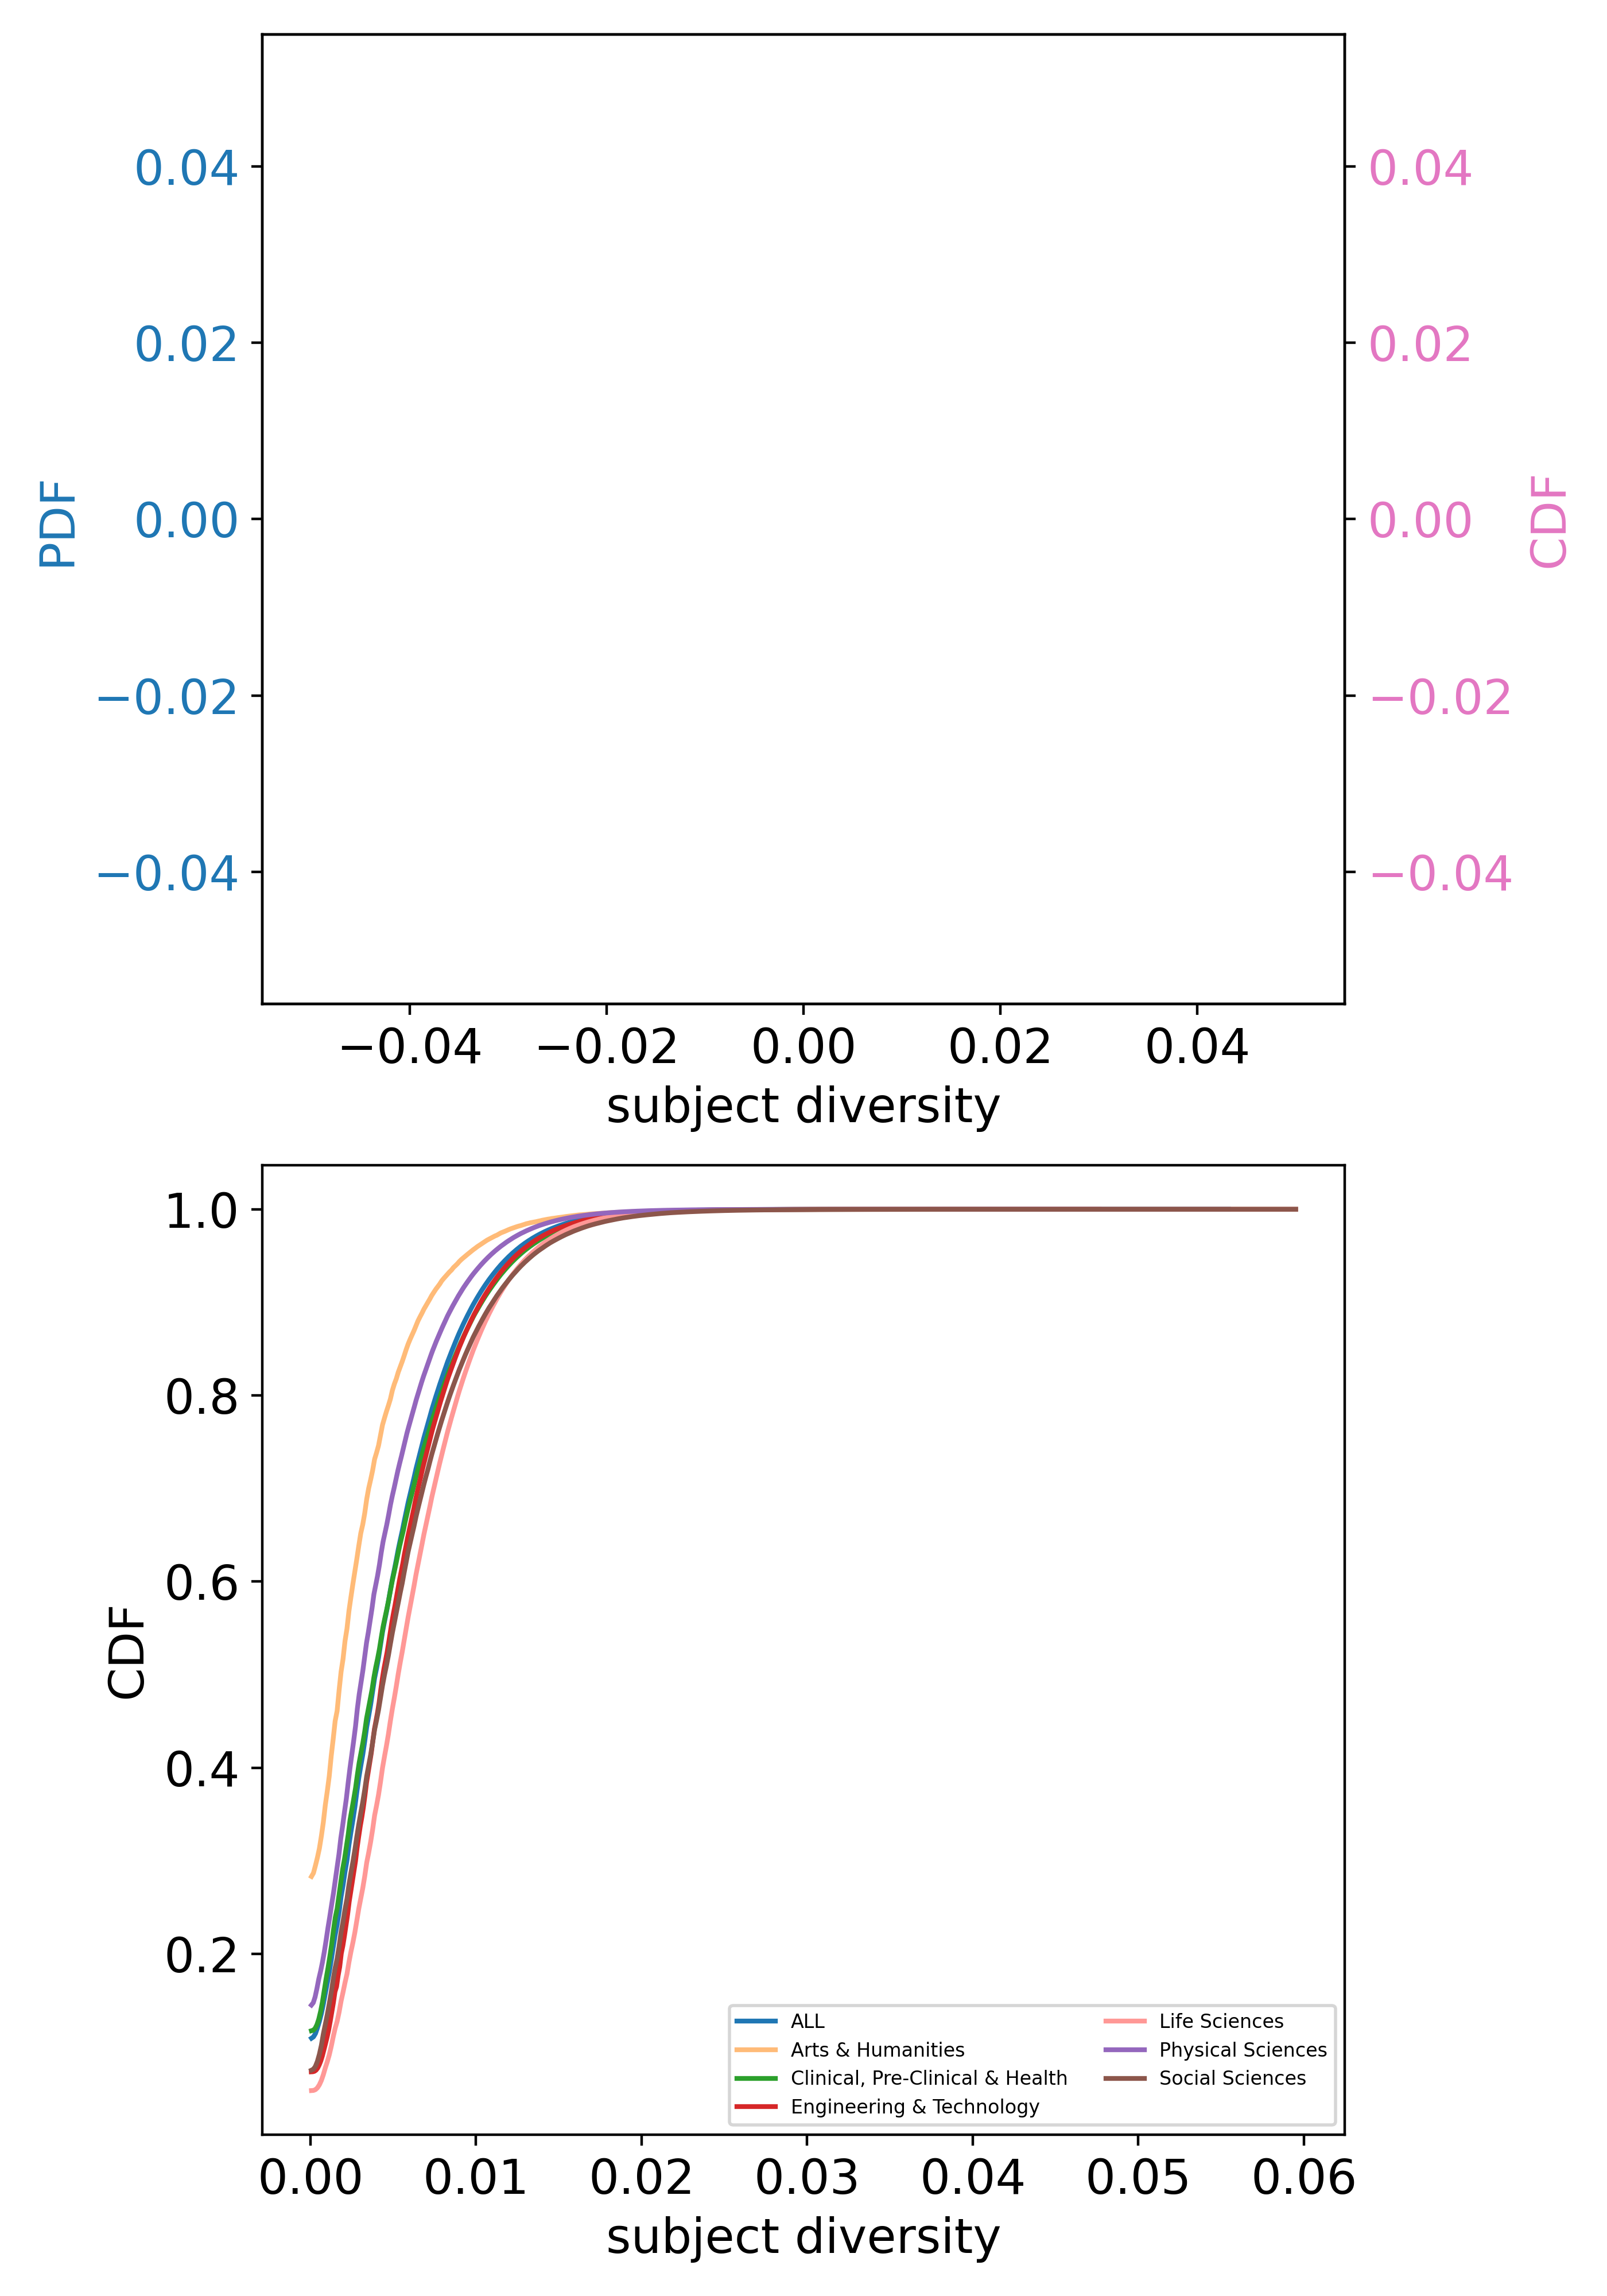 0.04
0.02
0.00
−0.02
−0.04
PDF
0.04
0.02
0.00
−0.02
−0.04
CDF
−0.04 −0.02 0.00 0.02 0.04
subject diversity
1.0
0.8
0.6
0.4
0.2
CDF
ALL
Arts & Humanities
Clinical, Pre-Clinical & Health
Engineering & Technology
Life Sciences
Physical Sciences
Social Sciences
0.00 0.01 0.02 0.03 0.04 0.05 0.06
subject diversity